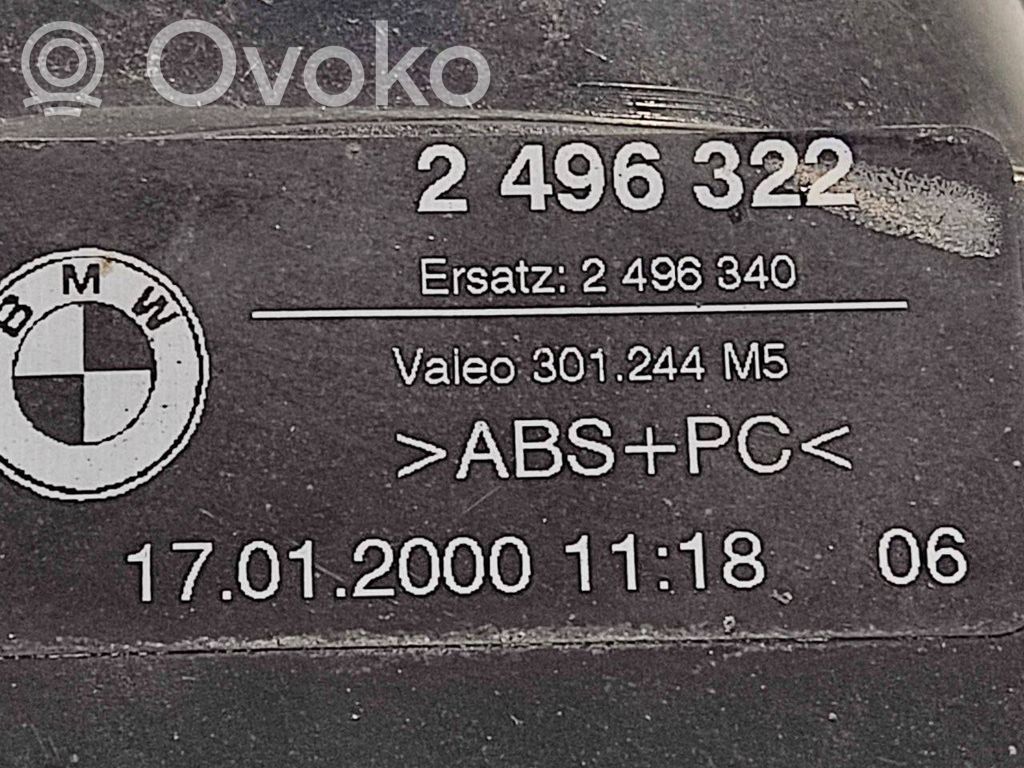 Ovoko
2 496 322
Ersatz: 2 496 340
BMW
Valeo 301.244 M5
>ABS+PC<
17.01.2000 11:18 06